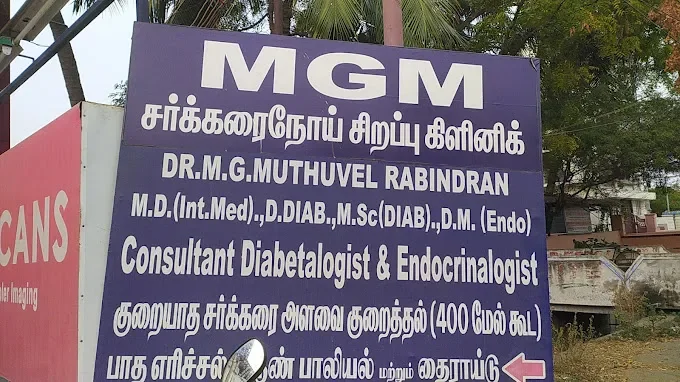 MGM
சர்க்கரைநோய் சிறப்பு கிளினிக்
DR.M.G.MUTHUVEL RABINDRAN
M.D.(Int.Med).,D.DIAB.,M.Sc(DIAB).,D.M. (Endo)
Consultant Diabetalogist & Endocrinalogist
குறையாத சர்க்கரை அளவை குறைத்தல் (400 மேல் கூட)
பாத எரிச்சல் பாலியல் மற்றும் தைராய்டு
CANS
Imaging